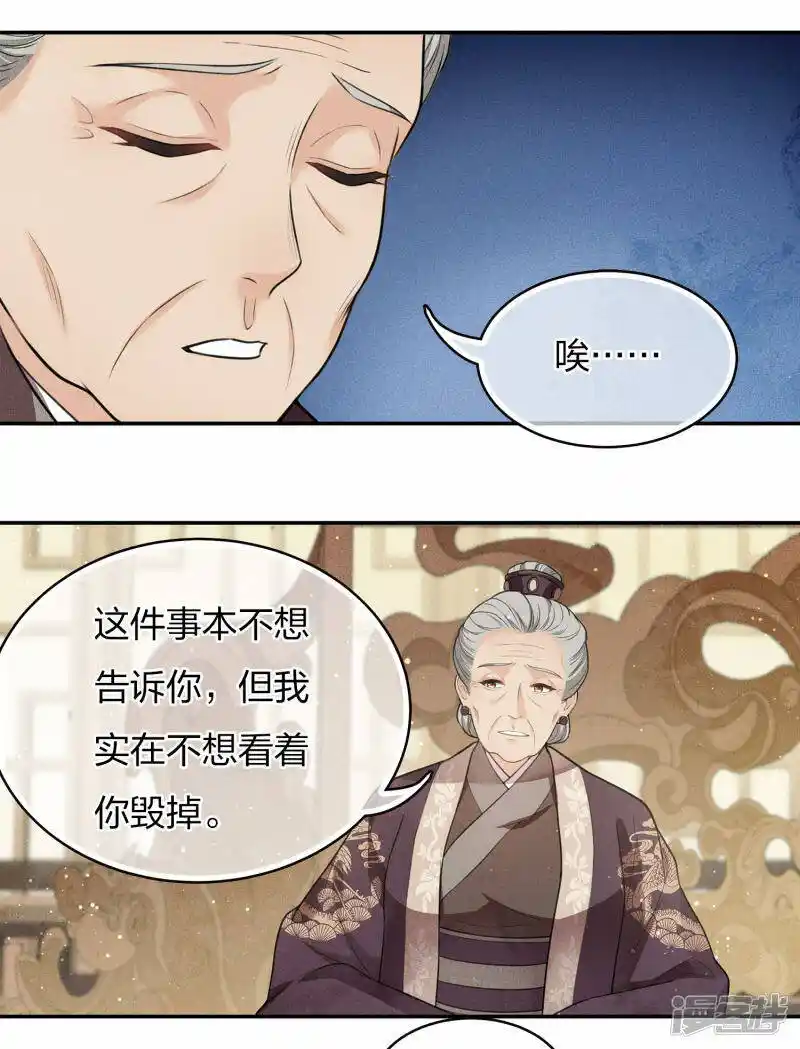 唉……
这件事本不想
告诉你，但我
实在不想看着
你毁掉。
漫客栈